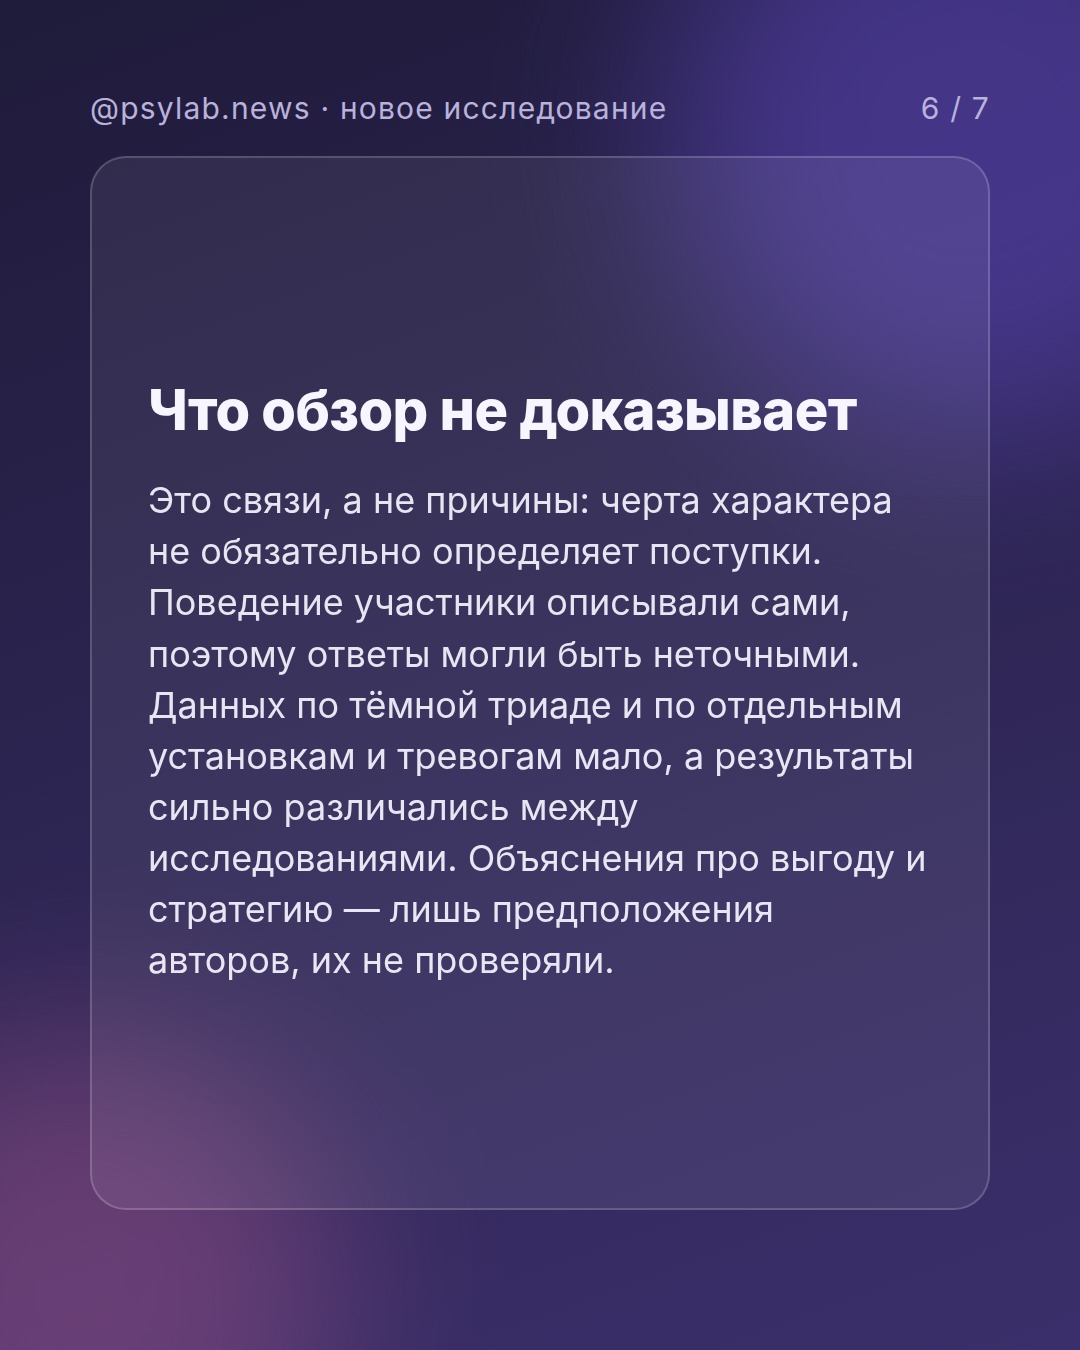 @psylab.news · новое исследование
6 / 7
Что обзор не доказывает
Это связи, а не причины: черта характера
не обязательно определяет поступки.
Поведение участники описывали сами,
поэтому ответы могли быть неточными.
Данных по тёмной триаде и по отдельным
установкам и тревогам мало, а результаты
сильно различались между
исследованиями. Объяснения про выгоду и
стратегию — лишь предположения
авторов, их не проверяли.